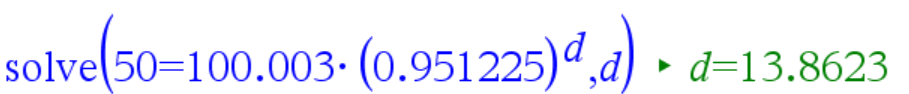 solve(50=100.003·(0.951225)^d,d) ▸ d=13.8623